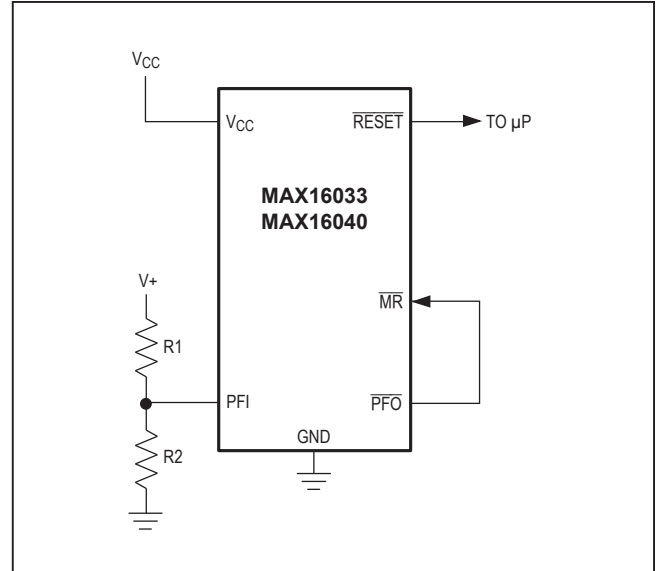 VCC
VCC
RESET
TO µP
MAX16033
MAX16040
V+
MR
R1
PFI
PFO
GND
R2